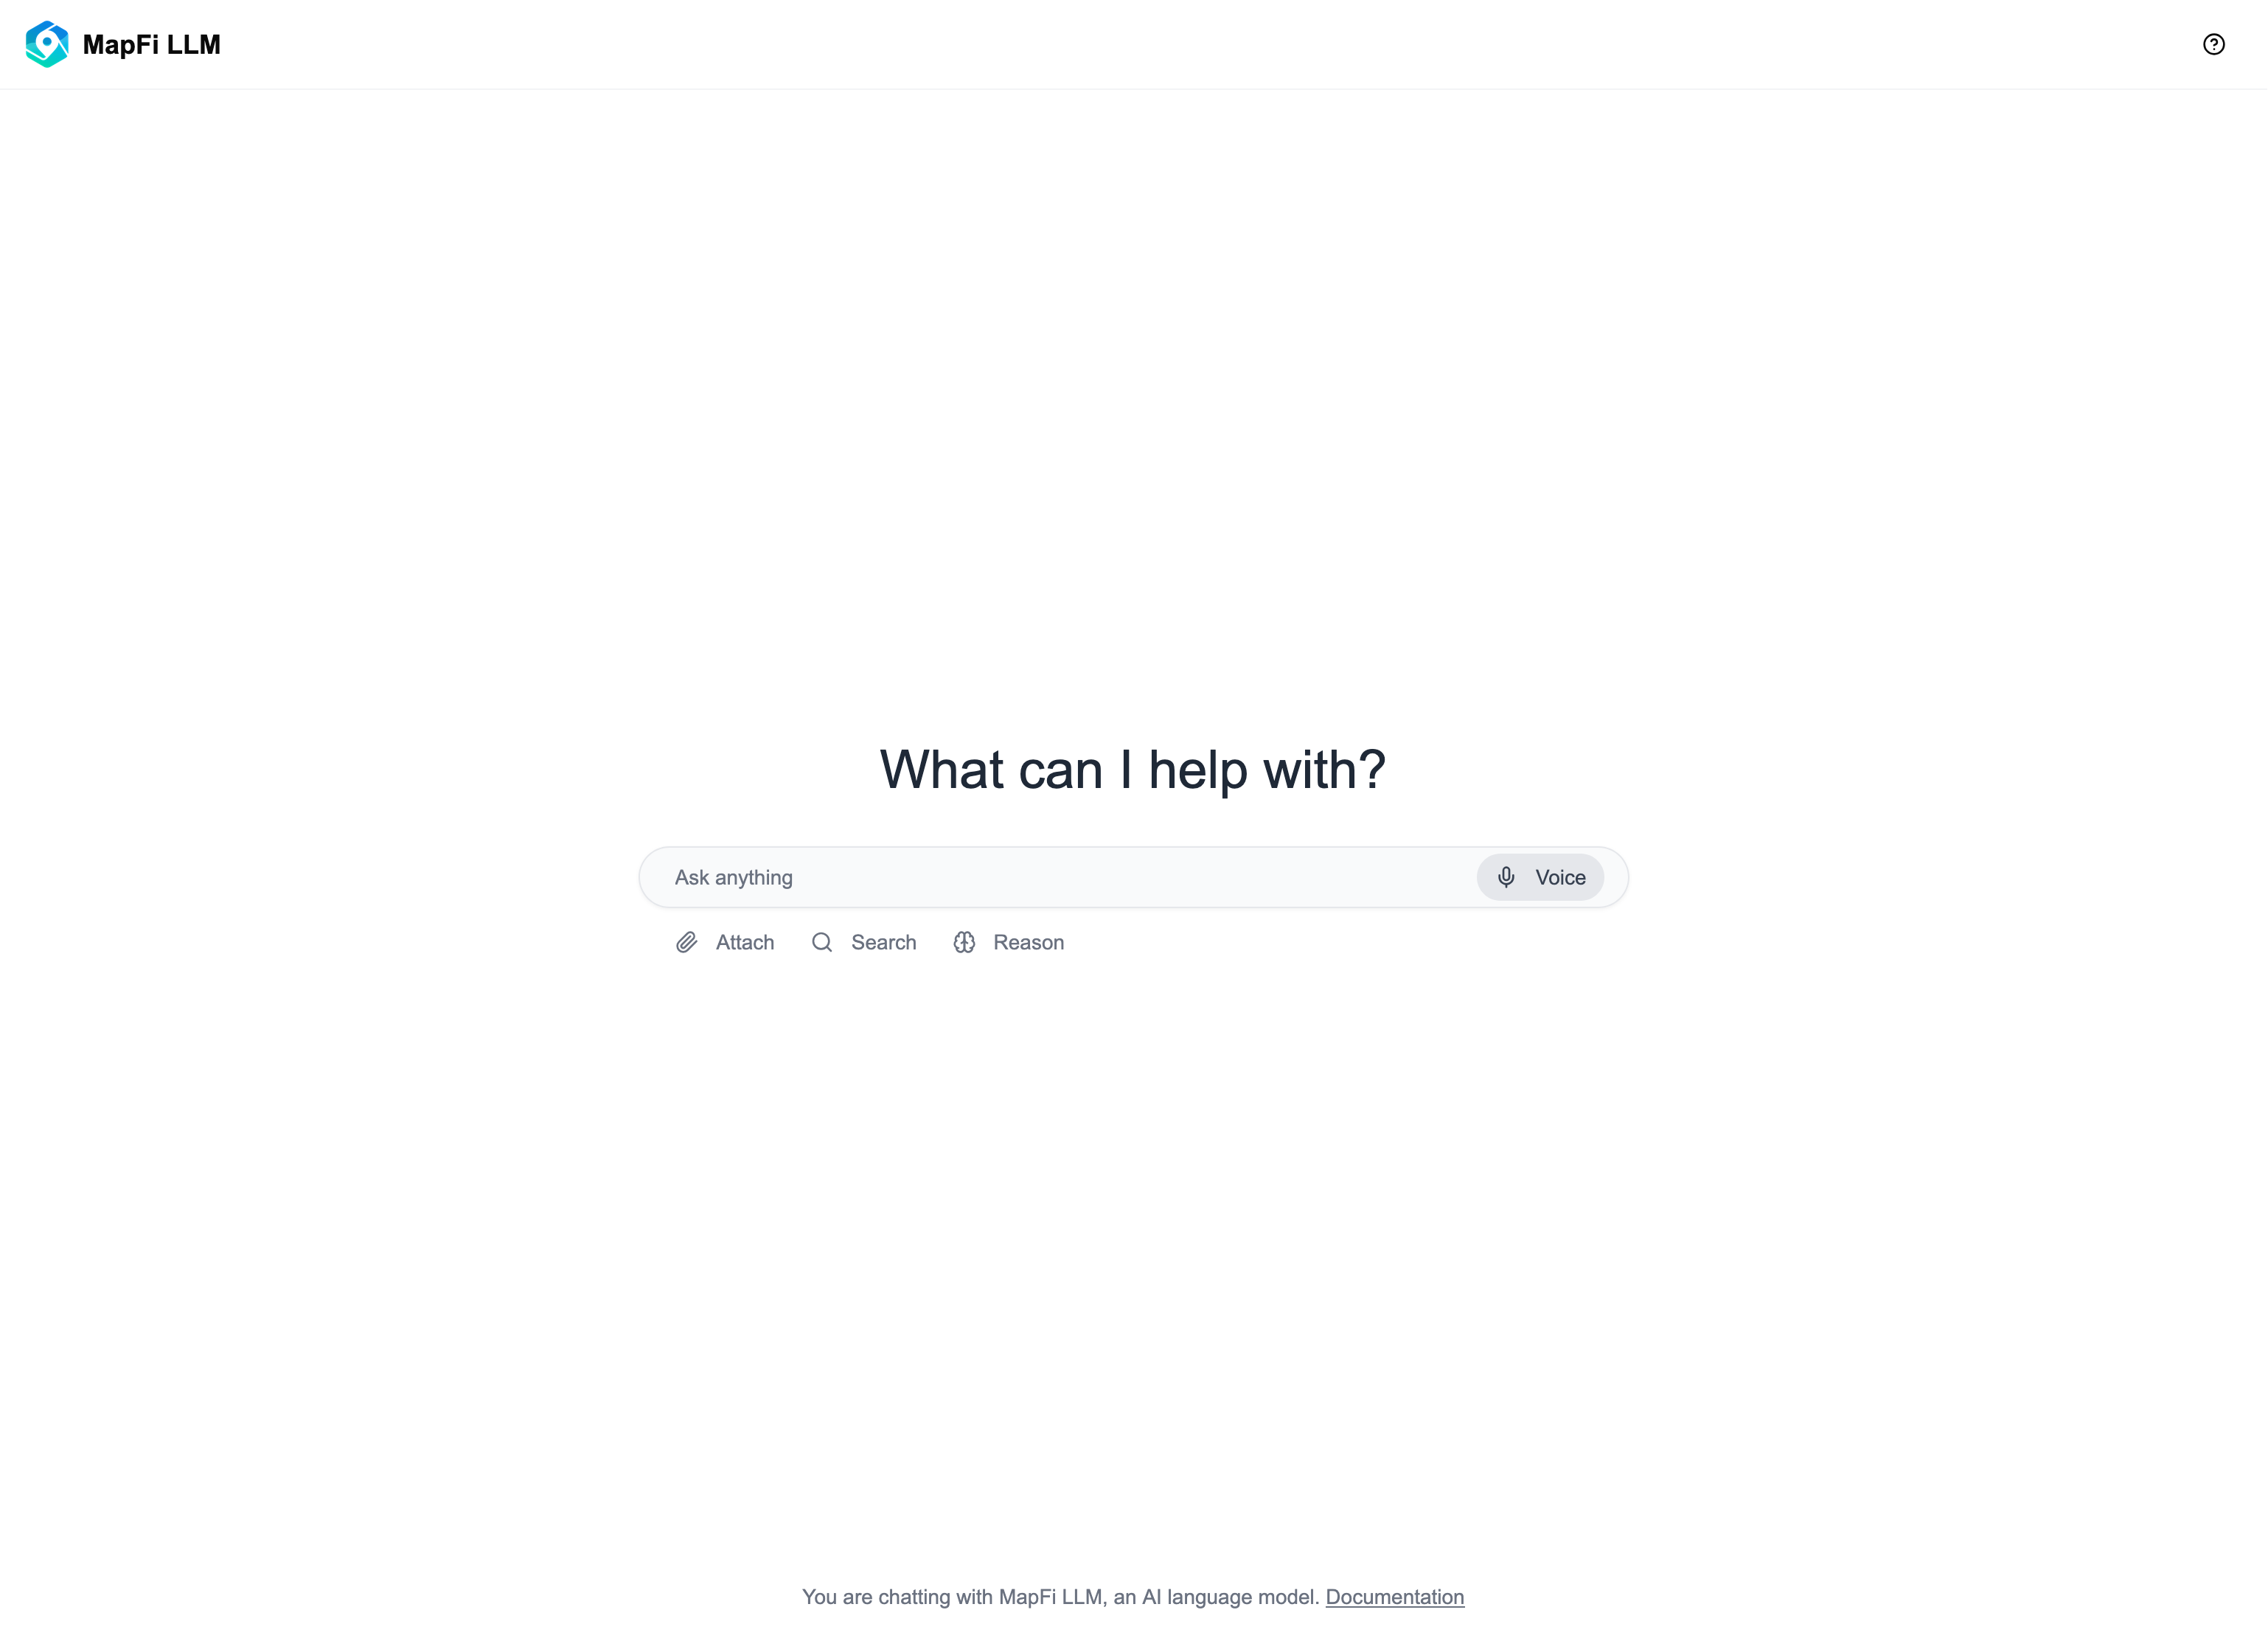 MapFi LLM
What can I help with?
Ask anything
Voice
Attach Search Reason
You are chatting with MapFi LLM, an AI language model. Documentation